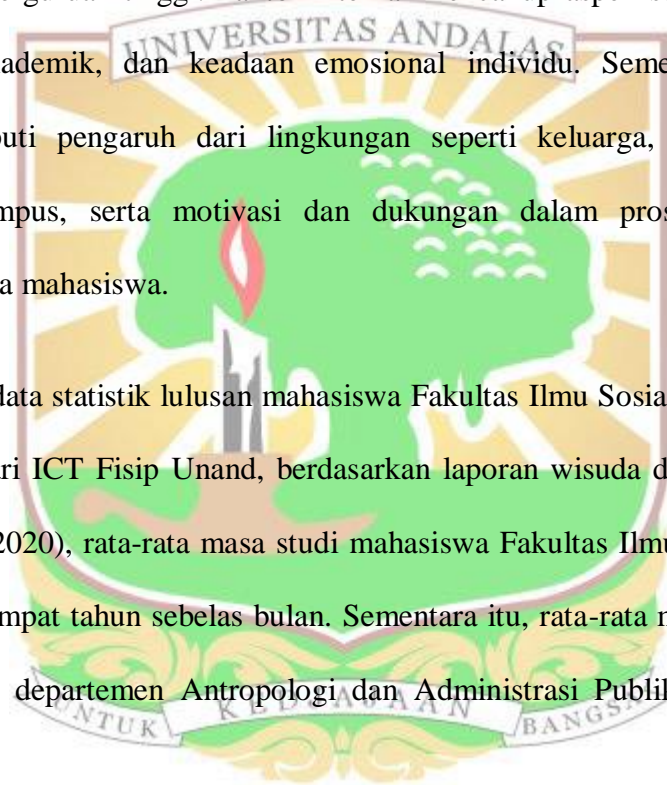 UNIVERSITAS ANDALAS
ademik, dan keadaan emosional individu. Seme
puti pengaruh dari lingkungan seperti keluarga,
mpus, serta motivasi dan dukungan dalam pros
a mahasiswa.
data statistik lulusan mahasiswa Fakultas Ilmu Sosia
ari ICT Fisip Unand, berdasarkan laporan wisuda d
2020), rata-rata masa studi mahasiswa Fakultas Ilmu
mpat tahun sebelas bulan. Sementara itu, rata-rata m
departemen Antropologi dan Administrasi Publik
UNTUK KEDJAJAAN BANGSA